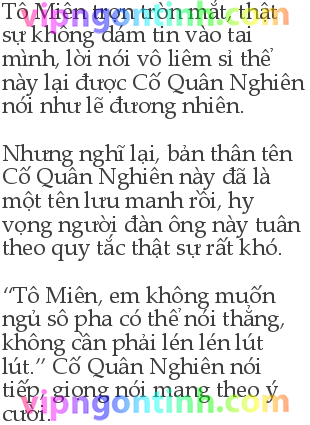 Tô Miên trợn tròn mắt, thật
sự không dám tin vào tai
mình, lời nói vô liêm sỉ thế
này lại được Cố Quân Nghiên
nói như lẽ đương nhiên.
Nhưng nghĩ lại, bản thân tên
Cố Quân Nghiên này đã là
một tên lưu manh rồi, hy
vọng người đàn ông này tuân
theo quy tắc thật sự rất khó.
“Tô Miên, em không muốn
ngủ sô pha có thể nói thẳng,
không cần phải lén lén lút
lút.” Cố Quân Nghiên nói
tiếp, giọng nói mang theo ý
cười.
vipngontinh.com
vipngontinh.com